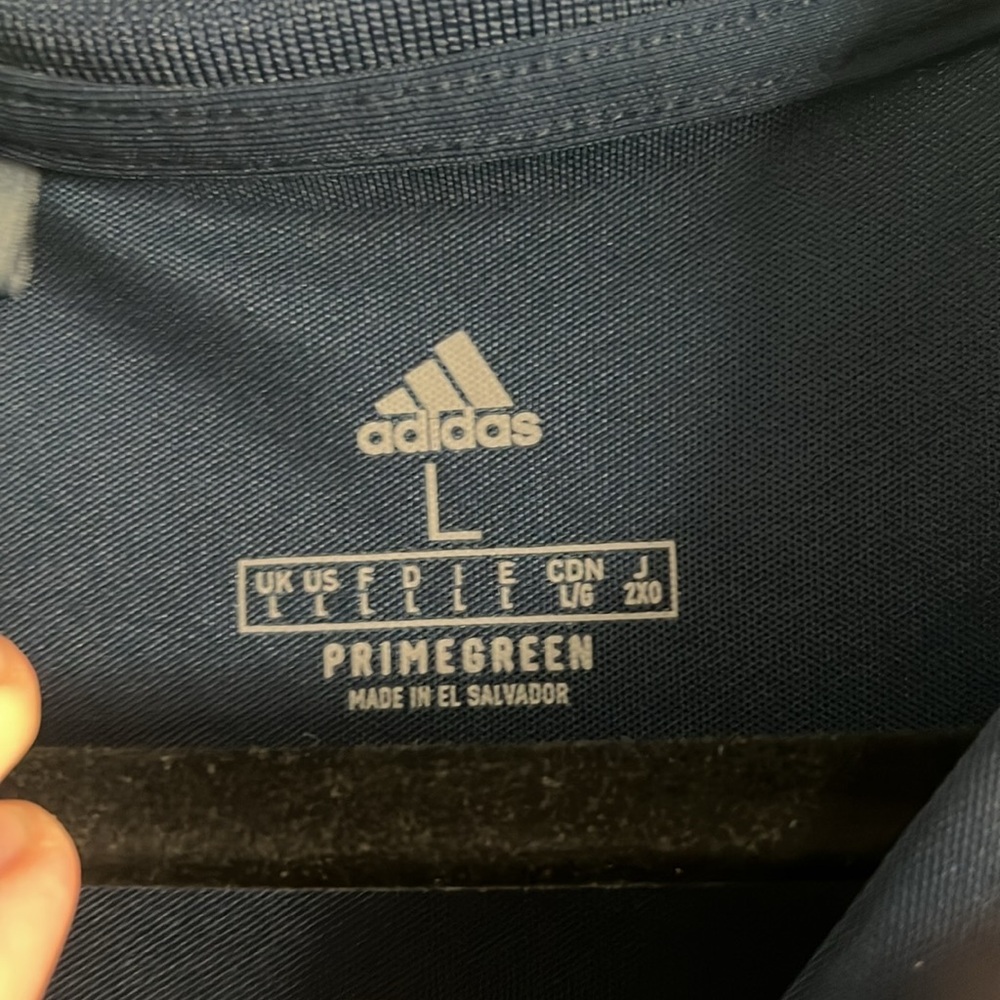 adidas
L
UK US F D I E CDN J
L L L L L L L/G 2XO
PRIMEGREEN
MADE IN EL SALVADOR